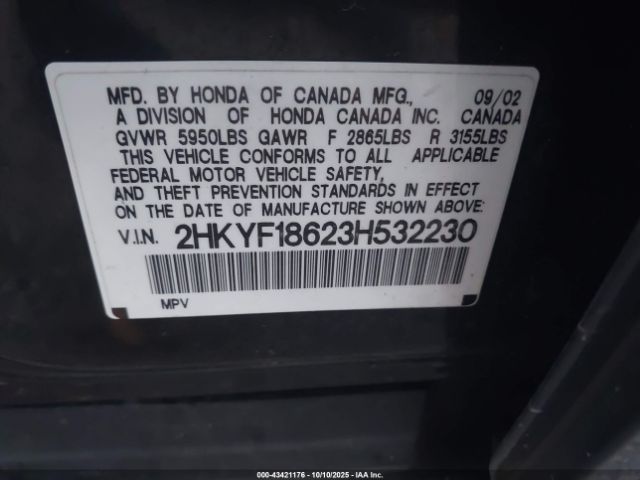 MFD. BY HONDA OF CANADA MFG., 09/02
A DIVISION OF HONDA CANADA INC. CANADA
GVWR 5950LBS GAWR F 2865LBS R 3155LBS
THIS VEHICLE CONFORMS TO ALL APPLICABLE
FEDERAL MOTOR VEHICLE SAFETY,
AND THEFT PREVENTION STANDARDS IN EFFECT
ON THE DATE OF MANUFACTURE SHOWN ABOVE:
V.I.N. 2HKYF18623H532230
MPV
000-43421176 - 10/10/2025 - IAA Inc.